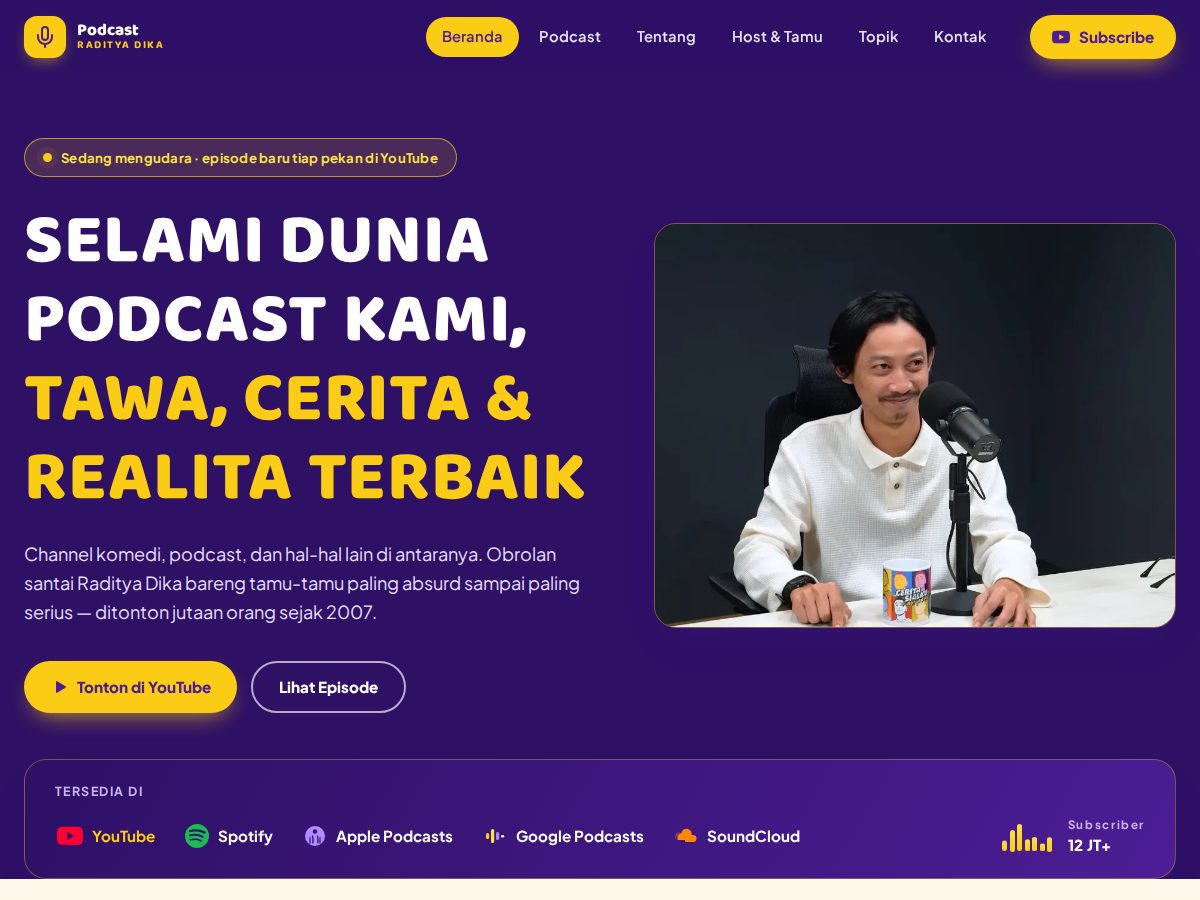 Podcast
RADITYA DIKA
Beranda
Podcast
Tentang
Host & Tamu
Topik
Kontak
Subscribe
Sedang mengudara · episode baru tiap pekan di YouTube
SELAMI DUNIA
PODCAST KAMI,
TAWA, CERITA &
REALITA TERBAIK
Channel komedi, podcast, dan hal-hal lain di antaranya. Obrolan
santai Raditya Dika bareng tamu-tamu paling absurd sampai paling
serius — ditonton jutaan orang sejak 2007.
Tonton di YouTube
Lihat Episode
CERITA
TERSEDIA DI
YouTube
Spotify
Apple Podcasts
Google Podcasts
SoundCloud
Subscriber
12 JT+